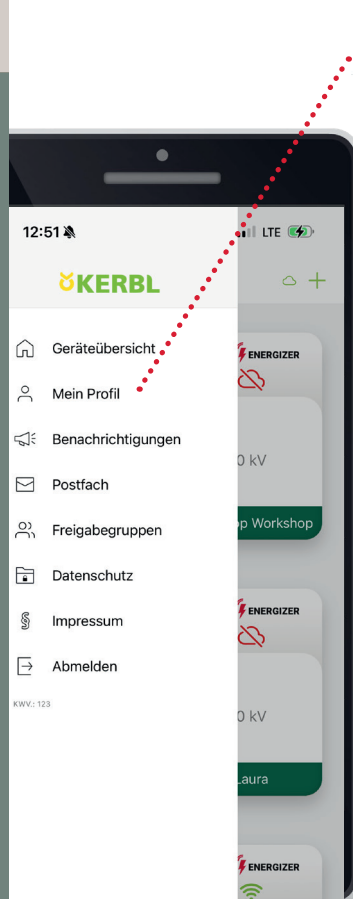 12:51
LTE
KERBL
Geräteübersicht
ENERGIZER
Mein Profil
Benachrichtigungen
0 kV
Postfach
Freigabegruppen
Workshop
Datenschutz
Impressum
ENERGIZER
Abmelden
KWV.: 123
0 kV
Laura
ENERGIZER